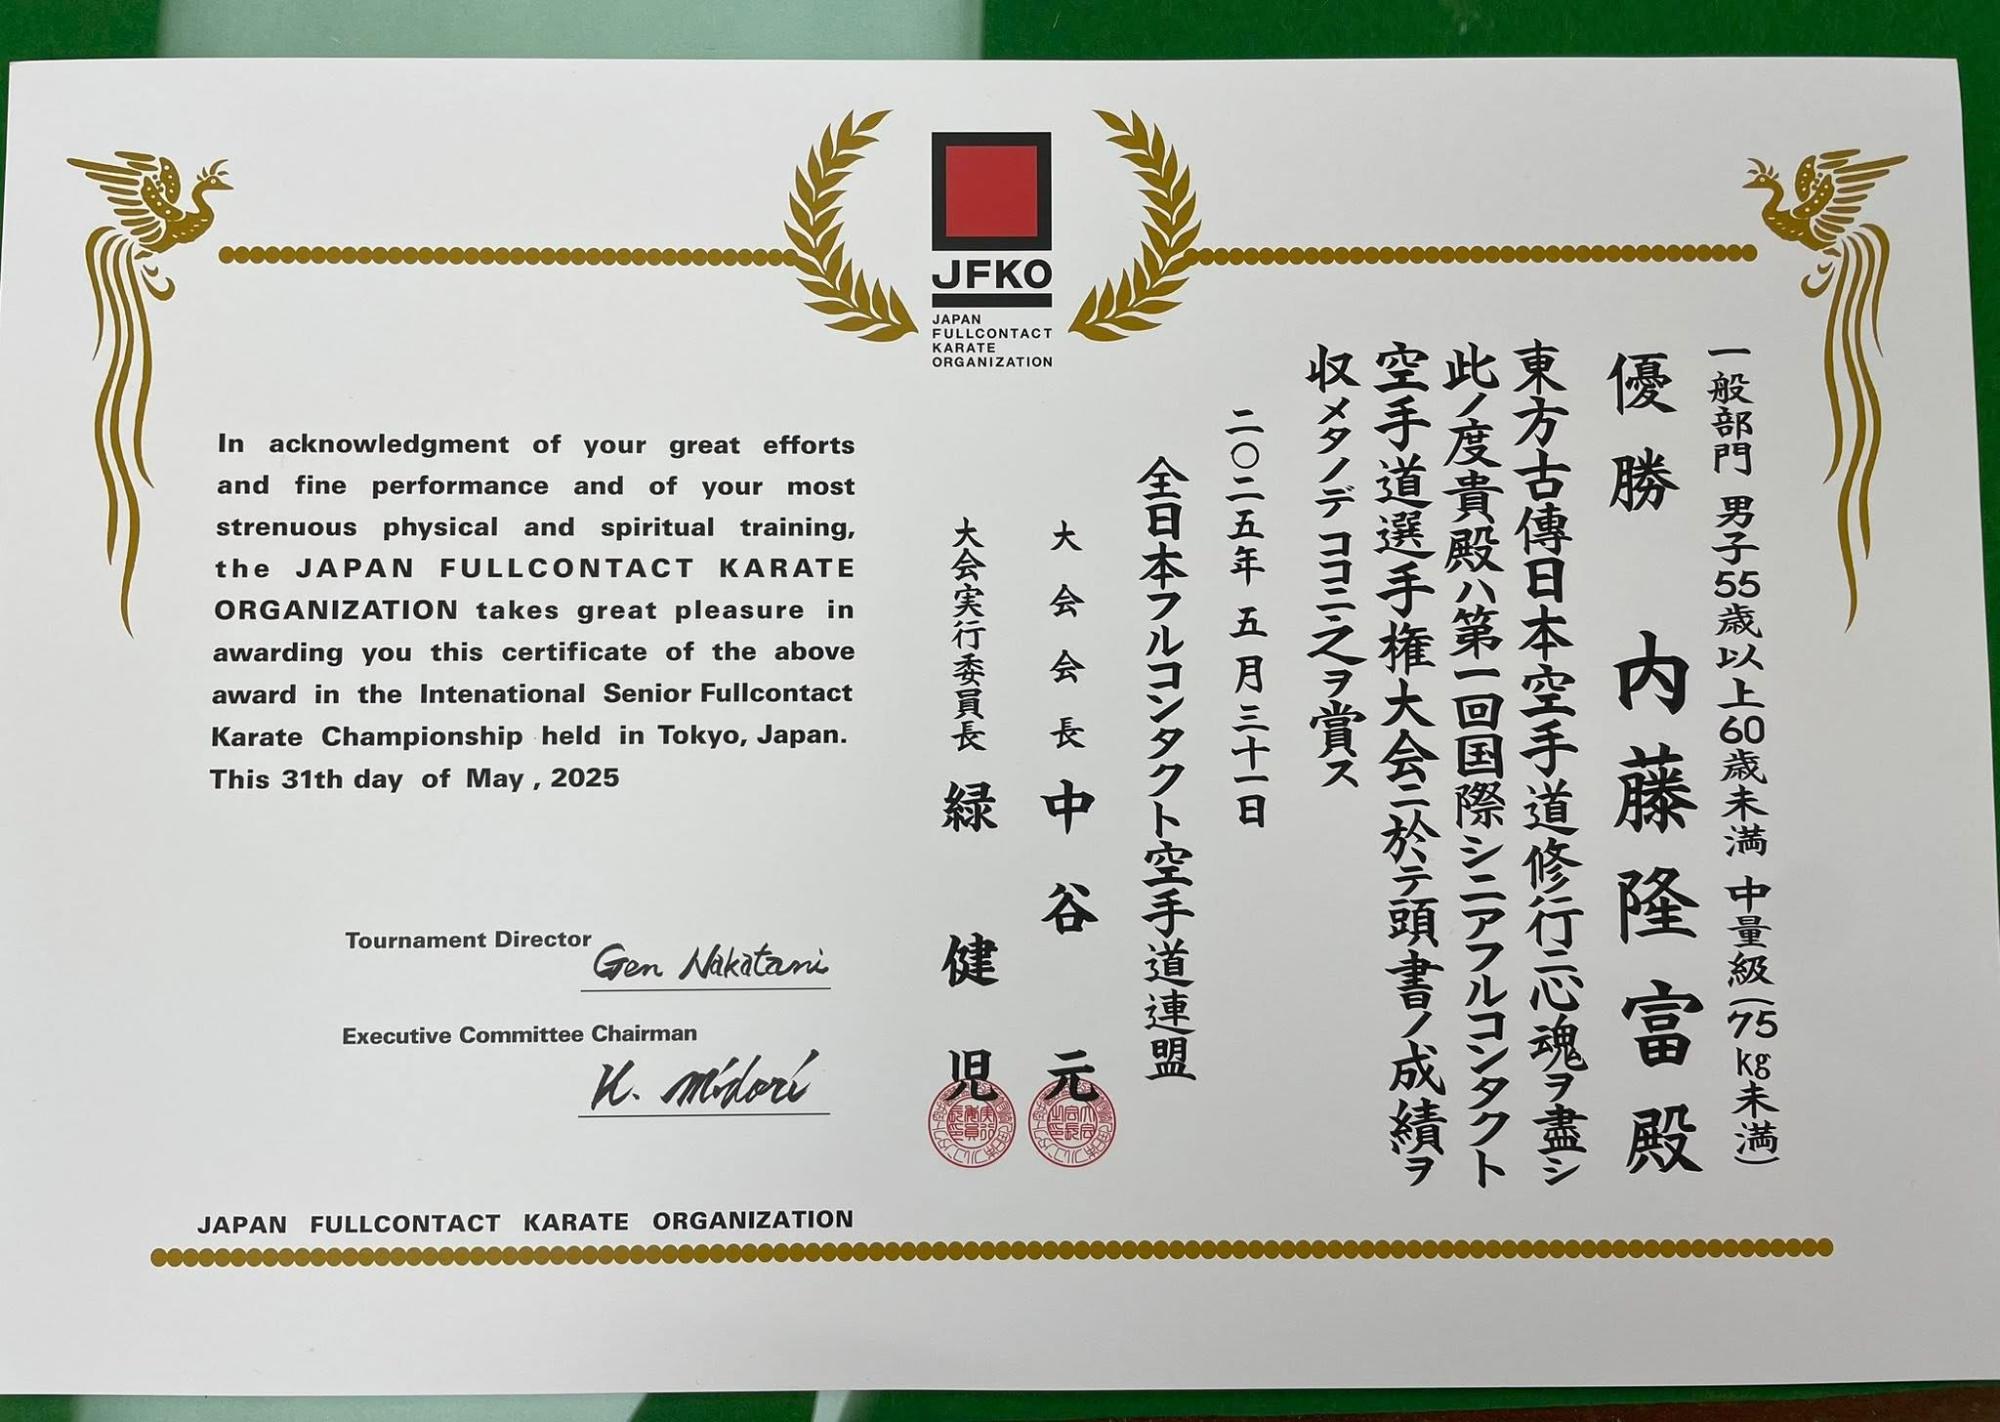 JFKO
JAPAN
FULLCONTACT
KARATE
ORGANIZATION
一般部門 男子55歳以上60歳未満 中量級(75kg未満)
優勝 内藤隆富殿
東方古傳日本空手道修行ニ心魂ヲ盡シ
此ノ度貴殿ハ第一回国際シニアフルコンタクト
空手道選手権大会ニ於テ頭書ノ成績ヲ
収メタノデココニ之ヲ賞ス
二〇二五年 五月三十一日
全日本フルコンタクト空手道連盟
大会会長 中谷元
大会実行委員長 緑健児
In acknowledgment of your great efforts
and fine performance and of your most
strenuous physical and spiritual training,
the JAPAN FULLCONTACT KARATE
ORGANIZATION takes great pleasure in
awarding you this certificate of the above
award in the Intenational Senior Fullcontact
Karate Championship held in Tokyo, Japan.
This 31th day of May , 2025
Tournament Director Gen Nakatani
Executive Committee Chairman
K. Midori
JAPAN FULLCONTACT KARATE ORGANIZATION